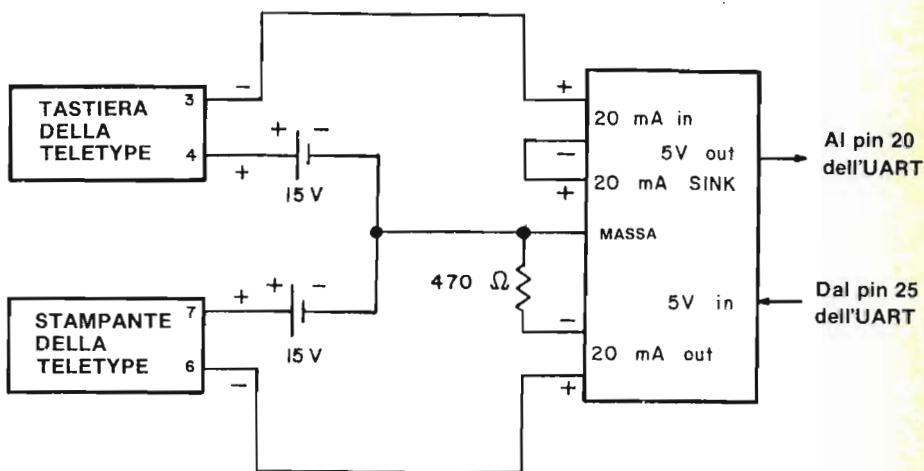 TASTIERA
DELLA
TELETYPE
3
4
−
+
+ −
15 V
STAMPANTE
DELLA
TELETYPE
7
6
+
−
+ −
15 V
470 Ω
+
20 mA in
−
5V out
+
20 mA SINK
MASSA
5V in
−
20 mA out
+
Al pin 20
dell'UART
Dal pin 25
dell'UART